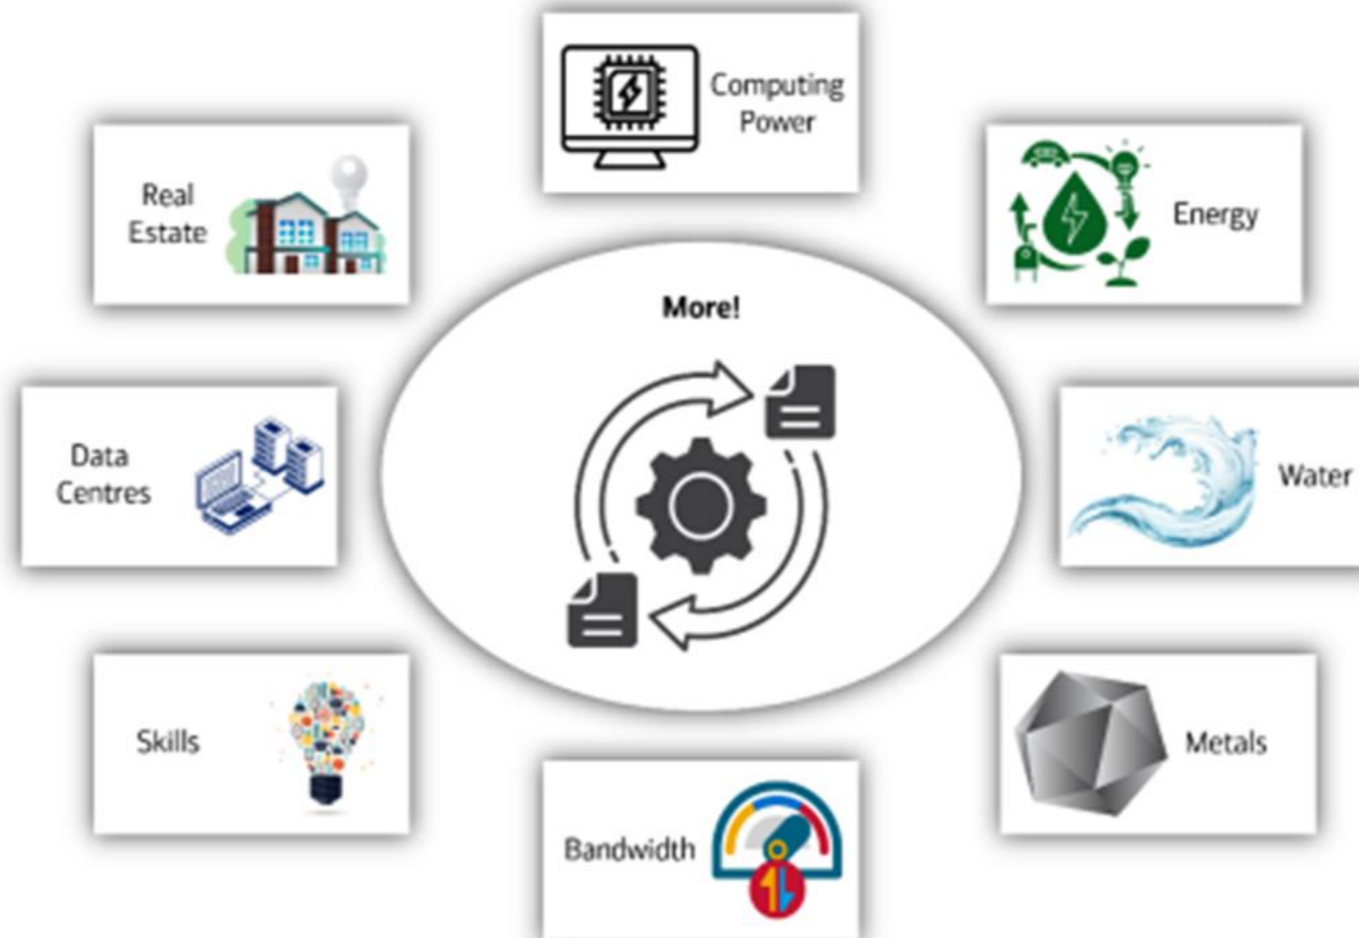 Computing
Power
Real
Estate
Energy
More!
Data
Centres
Water
Skills
Metals
Bandwidth